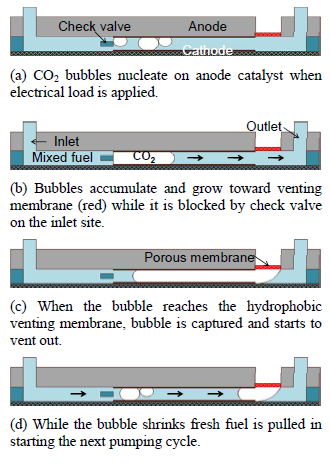 Check valve Anode
Cathode
(a) CO₂ bubbles nucleate on anode catalyst when
electrical load is applied.
Outlet
Inlet
Mixed fuel CO₂
(b) Bubbles accumulate and grow toward venting
membrane (red) while it is blocked by check valve
on the inlet site.
Porous membrane
(c) When the bubble reaches the hydrophobic
venting membrane, bubble is captured and starts to
vent out.
(d) While the bubble shrinks fresh fuel is pulled in
starting the next pumping cycle.